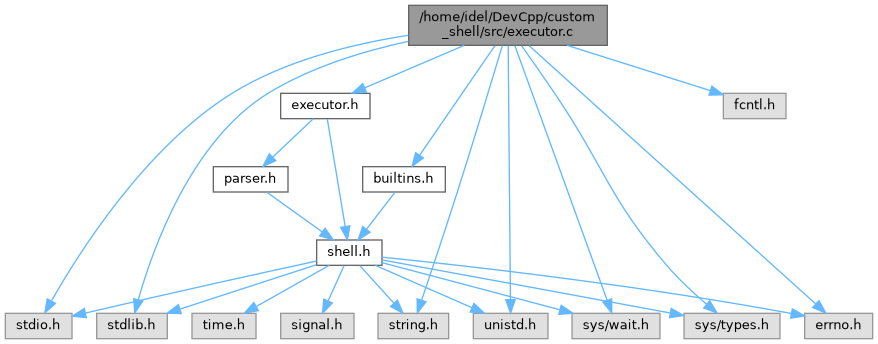 /home/idel/DevCpp/custom
_shell/src/executor.c
executor.h
fcntl.h
parser.h
builtins.h
shell.h
stdio.h
stdlib.h
time.h
signal.h
string.h
unistd.h
sys/wait.h
sys/types.h
errno.h